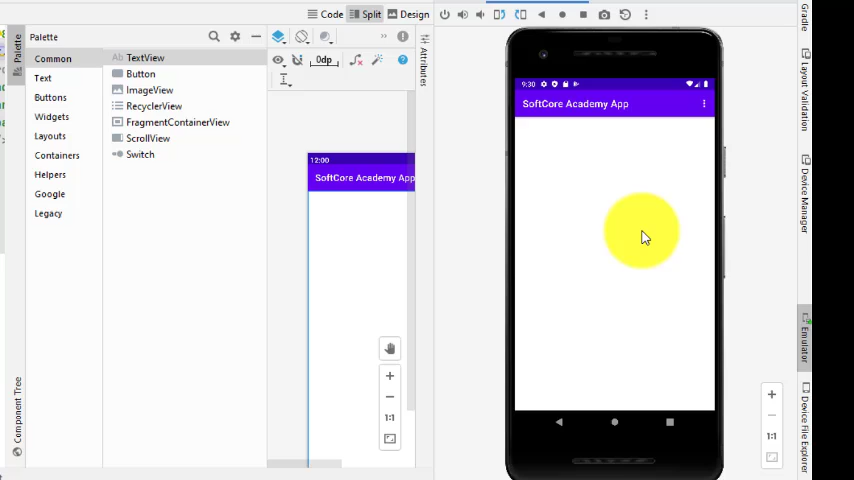 Code
Split
Design
Palette
Palette
Common
Text
Buttons
Widgets
Layouts
Containers
Helpers
Google
Legacy
Ab TextView
Button
ImageView
RecyclerView
FragmentContainerView
ScrollView
Switch
0dp
Attributes
12:00
SoftCore Academy App
1:1
Component Tree
9:30
SoftCore Academy App
1:1
Gradle
Layout Validation
Device Manager
Emulator
Device File Explorer